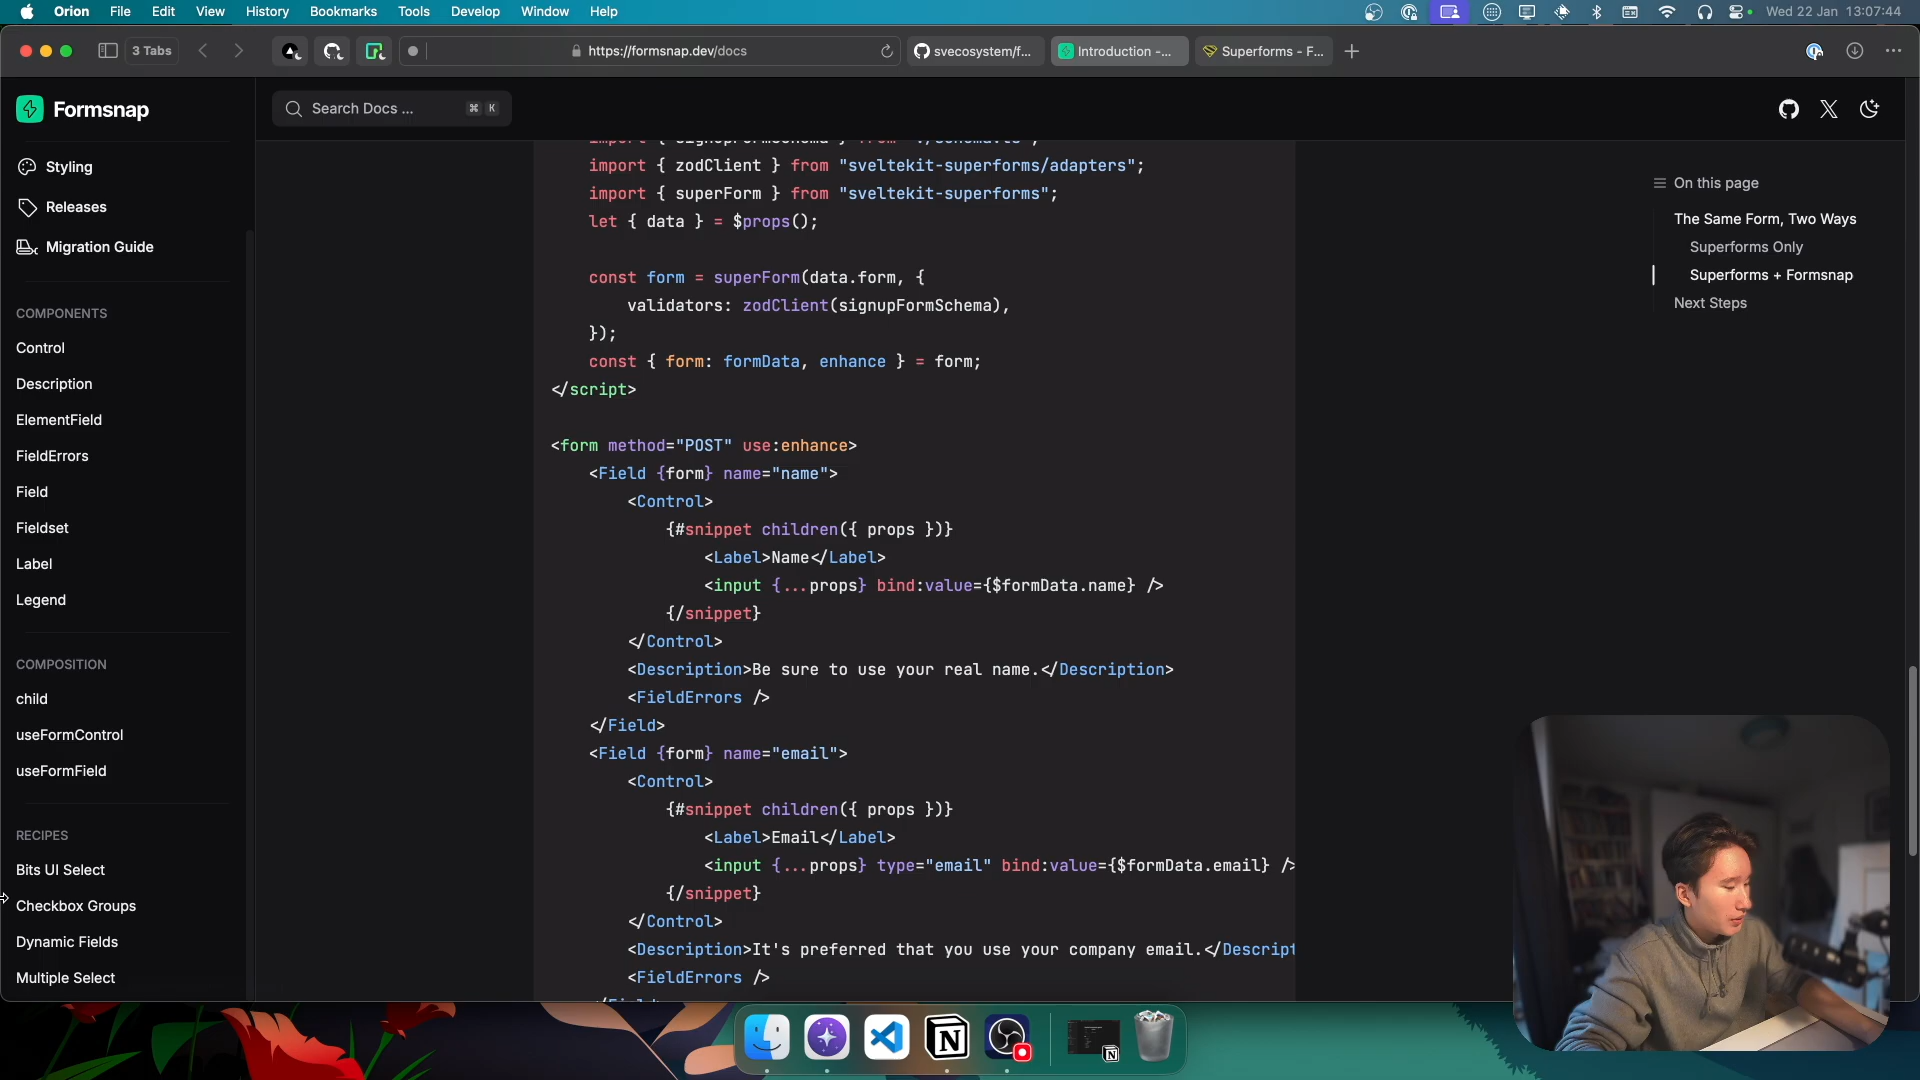 Orion File Edit View History Bookmarks Tools Develop Window Help
Wed 22 Jan 13:07:44
3 Tabs
https://formsnap.dev/docs
svecosystem/f...
Introduction -...
Superforms - F...
Formsnap
Search Docs ...
⌘ K
Styling
Releases
Migration Guide
COMPONENTS
Control
Description
ElementField
FieldErrors
Field
Fieldset
Label
Legend
COMPOSITION
child
useFormControl
useFormField
RECIPES
Bits UI Select
Checkbox Groups
Dynamic Fields
Multiple Select
import { signupFormSchema } from "./schema.ts";
import { zodClient } from "sveltekit-superforms/adapters";
import { superForm } from "sveltekit-superforms";
let { data } = $props();
const form = superForm(data.form, {
validators: zodClient(signupFormSchema),
});
const { form: formData, enhance } = form;
</script>
<form method="POST" use:enhance>
<Field {form} name="name">
<Control>
{#snippet children({ props })}
<Label>Name</Label>
<input {...props} bind:value={$formData.name} />
{/snippet}
</Control>
<Description>Be sure to use your real name.</Description>
<FieldErrors />
</Field>
<Field {form} name="email">
<Control>
{#snippet children({ props })}
<Label>Email</Label>
<input {...props} type="email" bind:value={$formData.email} />
{/snippet}
</Control>
<Description>It's preferred that you use your company email.</Descript
<FieldErrors />
</Field>
On this page
The Same Form, Two Ways
Superforms Only
Superforms + Formsnap
Next Steps